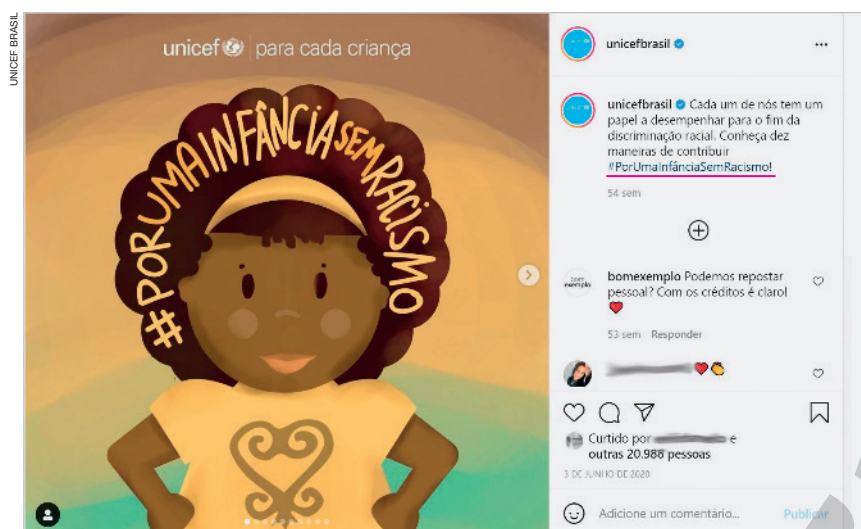 UNICEF BRASIL
unicef para cada criança
#PORUMAINFÂNCIASEMRACISMO
unicefbrasil
unicefbrasil Cada um de nós tem um
papel a desempenhar para o fim da
discriminação racial. Conheça dez
maneiras de contribuir
#PorUmaInfânciaSemRacismo!
54 sem
bom
exemplo
bomexemplo Podemos repostar
pessoal? Com os créditos é claro!
53 sem Responder
Curtido por e
outras 20.988 pessoas
3 DE JUNHO DE 2020
Adicione um comentário...
Publicar